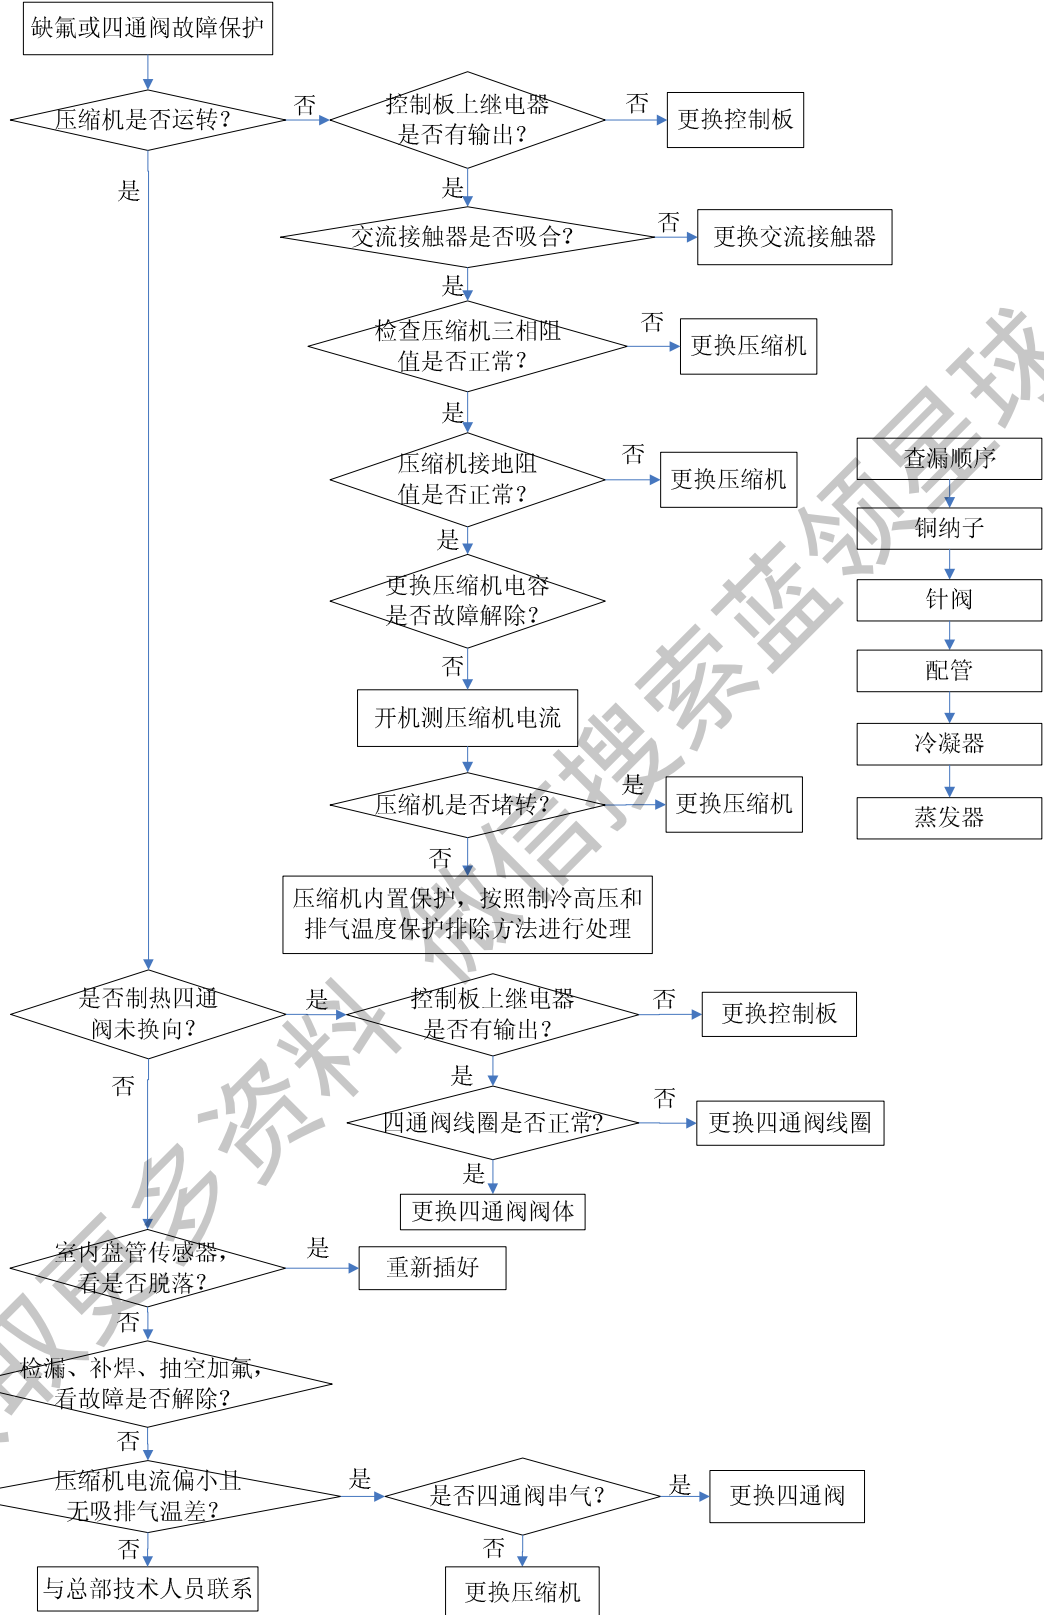 缺氟或四通阀故障保护
压缩机是否运转？
否
控制板上继电器
是否有输出？
否
更换控制板
是
是
交流接触器是否吸合？
否
更换交流接触器
是
检查压缩机三相阻
值是否正常？
否
更换压缩机
是
压缩机接地阻
值是否正常？
否
更换压缩机
是
更换压缩机电容
是否故障解除？
否
开机测压缩机电流
压缩机是否堵转？
是
更换压缩机
否
压缩机内置保护，按照制冷高压和
排气温度保护排除方法进行处理
查漏顺序
铜纳子
针阀
配管
冷凝器
蒸发器
是否制热四通
阀未换向？
是
控制板上继电器
是否有输出？
否
更换控制板
是
四通阀线圈是否正常？
否
更换四通阀线圈
是
更换四通阀阀体
否
室内盘管传感器，
看是否脱落？
是
重新插好
否
检漏、补焊、抽空加氟，
看故障是否解除？
否
压缩机电流偏小且
无吸排气温差？
是
是否四通阀串气？
是
更换四通阀
否
与总部技术人员联系
否
更换压缩机
取更多资料 微信搜索蓝领星球